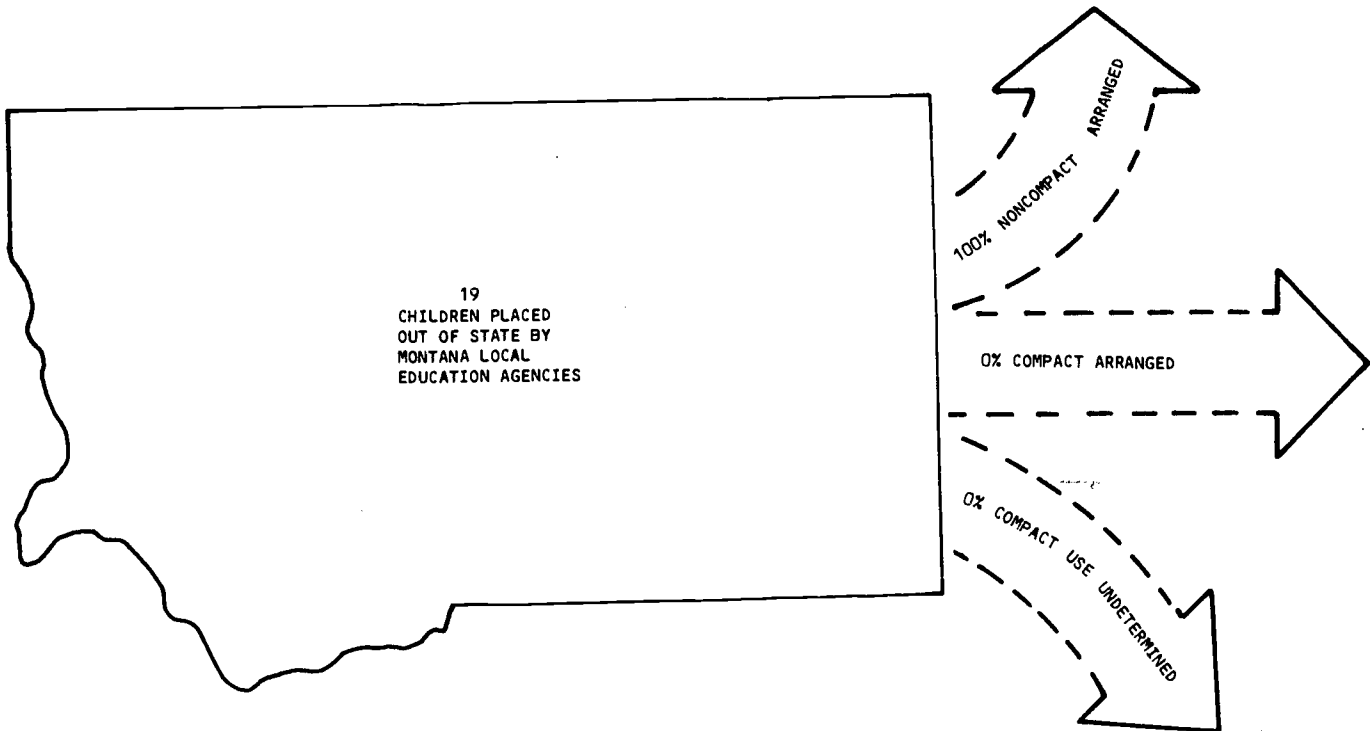 19
CHILDREN PLACED
OUT OF STATE BY
MONTANA LOCAL
EDUCATION AGENCIES
100% NONCOMPACT ARRANGED
0% COMPACT ARRANGED
0% COMPACT USE UNDETERMINED